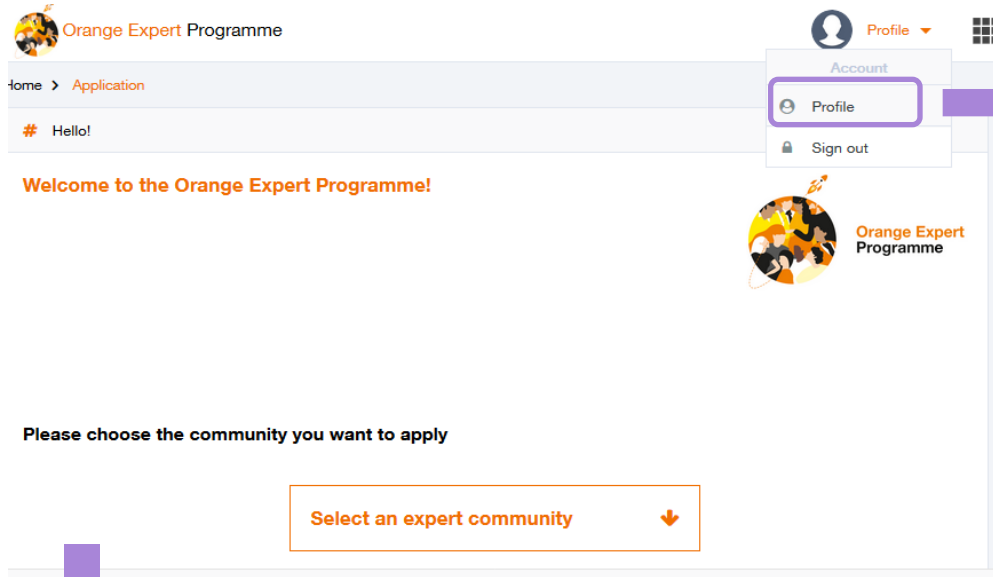 Orange Expert Programme
Profile
Account
Home > Application
Profile
# Hello!
Sign out
Welcome to the Orange Expert Programme!
Orange Expert
Programme
Please choose the community you want to apply
Select an expert community